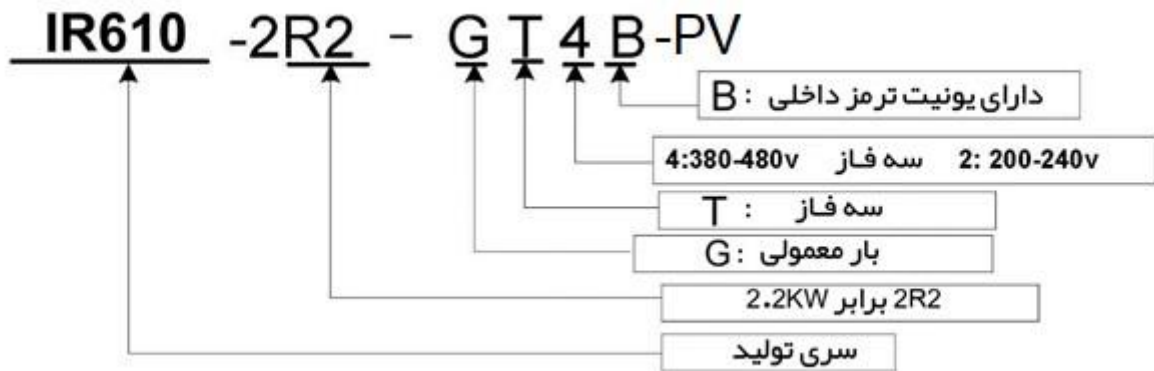 IR610 -2R2 - GT4B-PV
B: دارای یونیت ترمز داخلی
4:380-480v سه فاز 2: 200-240v
T : سه فاز
G: بار معمولی
2R2 برابر 2.2KW
سری تولید